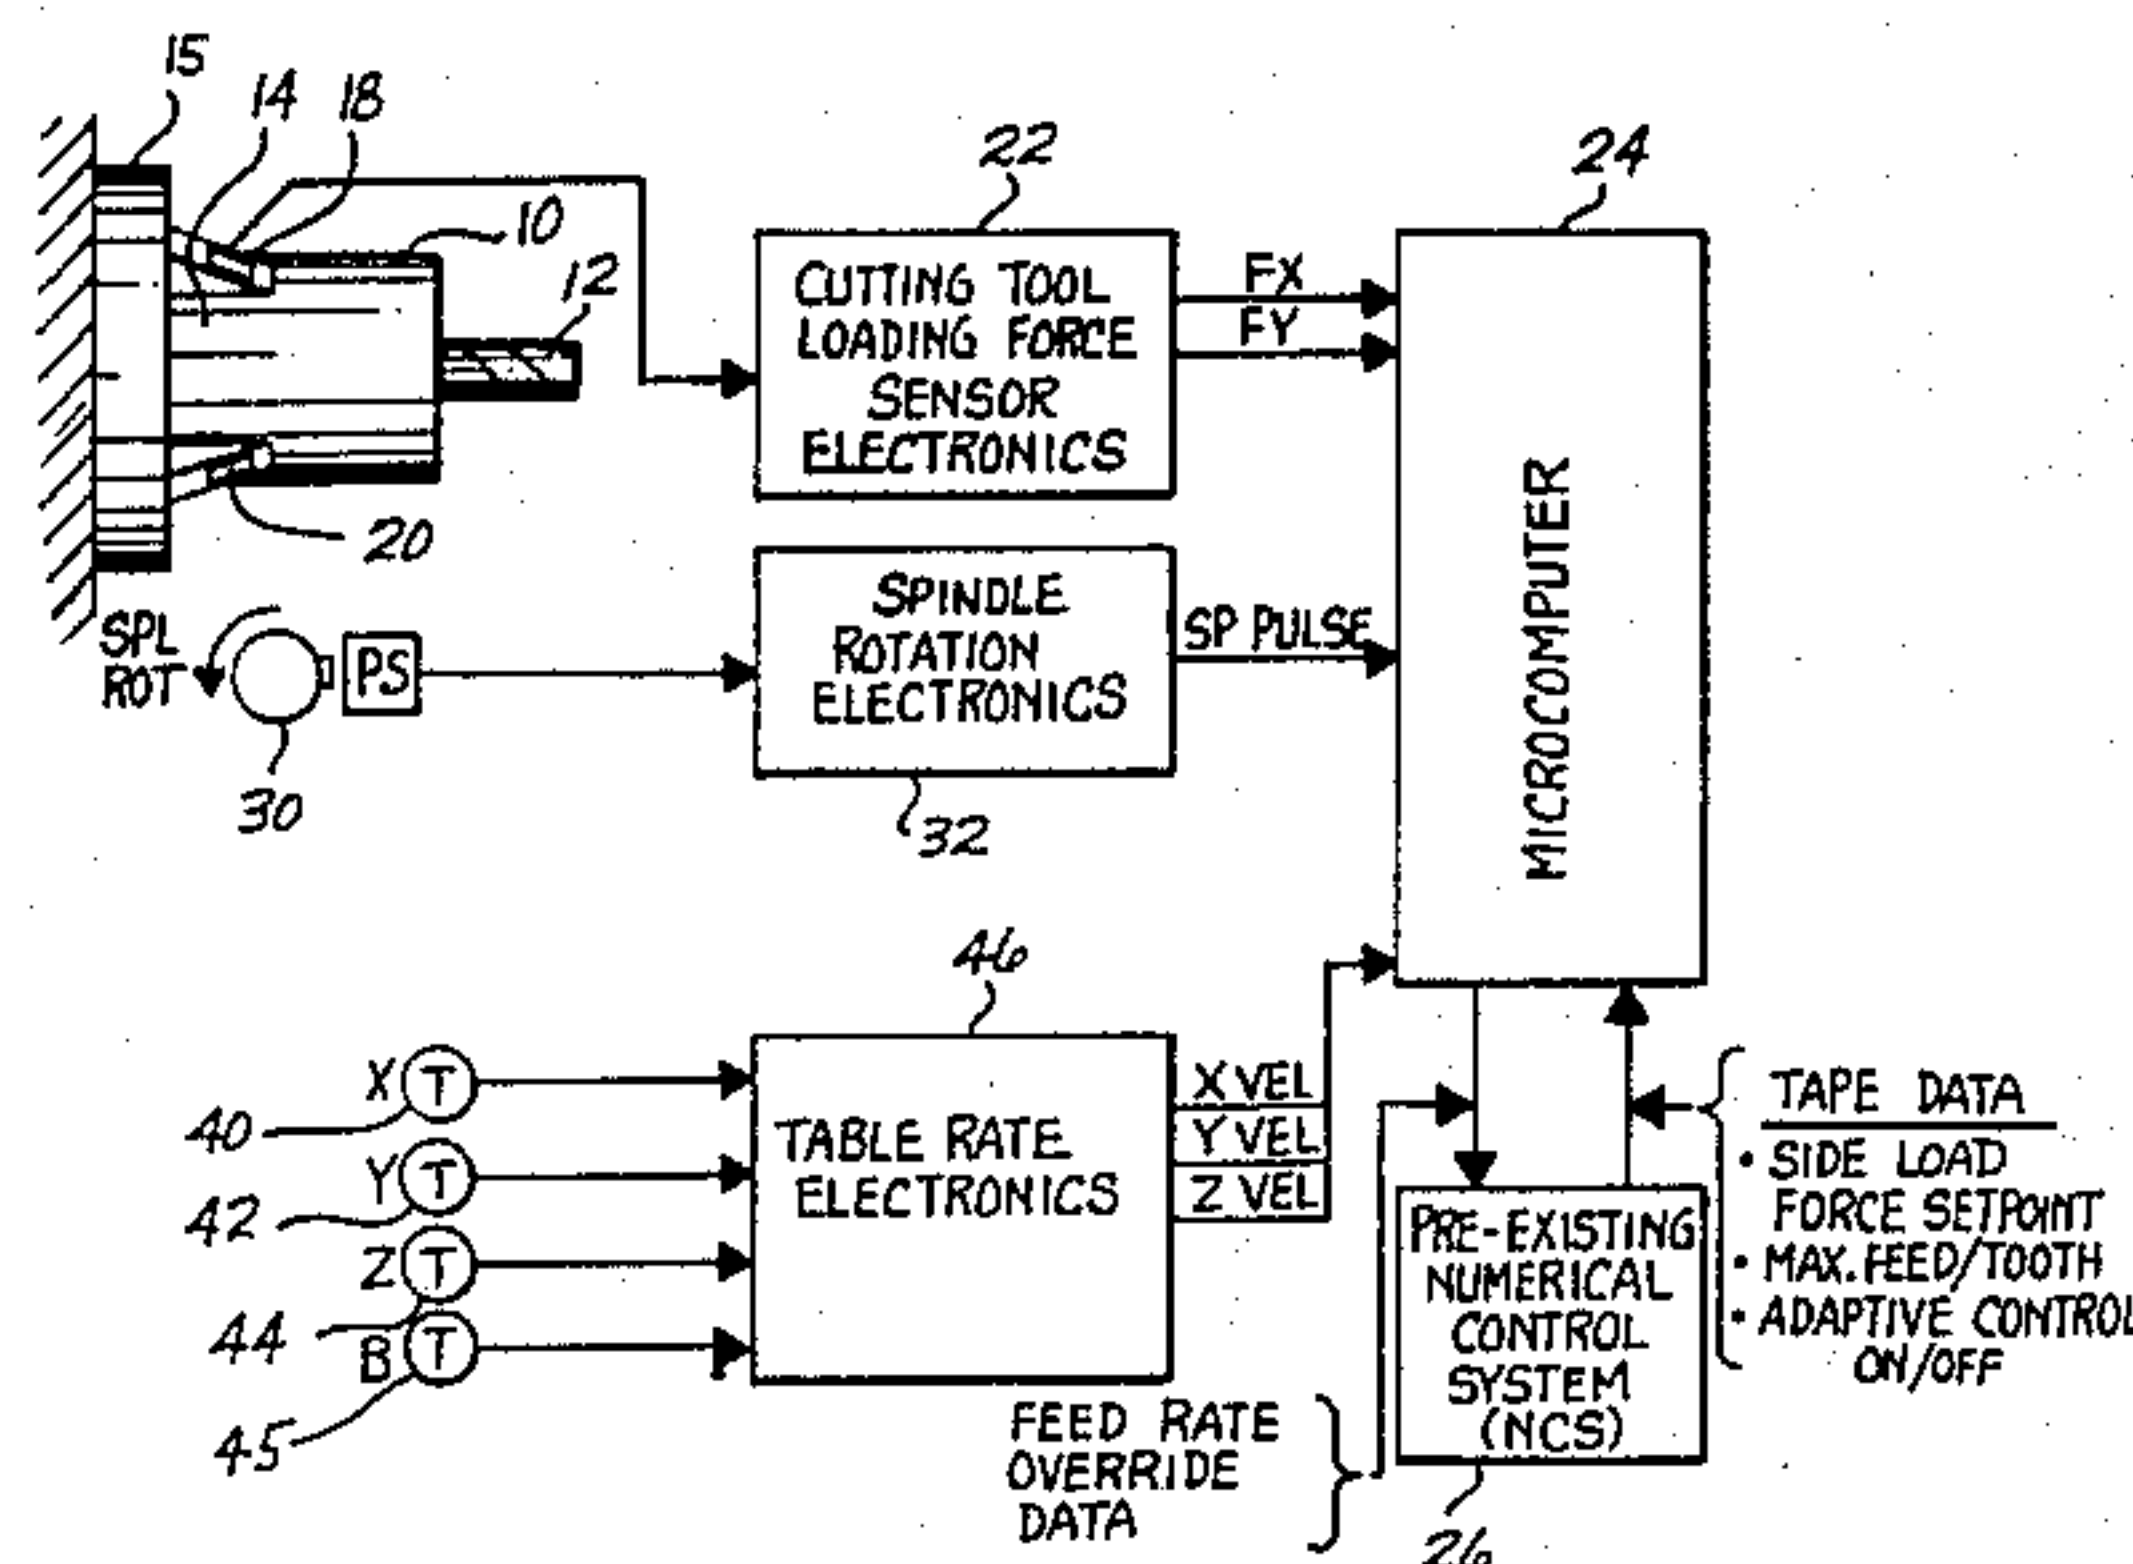 15
14 18
22
24
10
12
CUTTING TOOL
LOADING FORCE
SENSOR
ELECTRONICS
FX
FY
20
SPL
ROT
PS
30
SPINDLE
ROTATION
ELECTRONICS
SP PULSE
32
MICROCOMPUTER
46
X T
40
Y T
42
Z T
44
B T
45
TABLE RATE
ELECTRONICS
X VEL
Y VEL
Z VEL
FEED RATE
OVERRIDE
DATA
PRE-EXISTING
NUMERICAL
CONTROL
SYSTEM
(NCS)
26
TAPE DATA
• SIDE LOAD
FORCE SETPOINT
• MAX. FEED/TOOTH
• ADAPTIVE CONTROL
ON/OFF